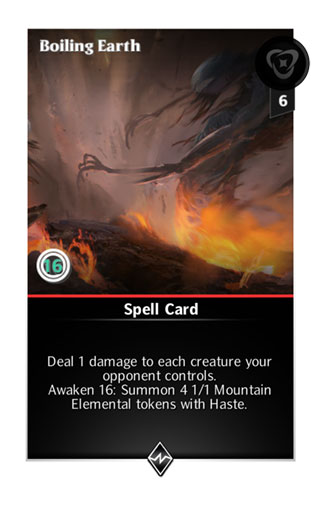 Boiling Earth
6
16
Spell Card
Deal 1 damage to each creature your
opponent controls.
Awaken 16: Summon 4 1/1 Mountain
Elemental tokens with Haste.